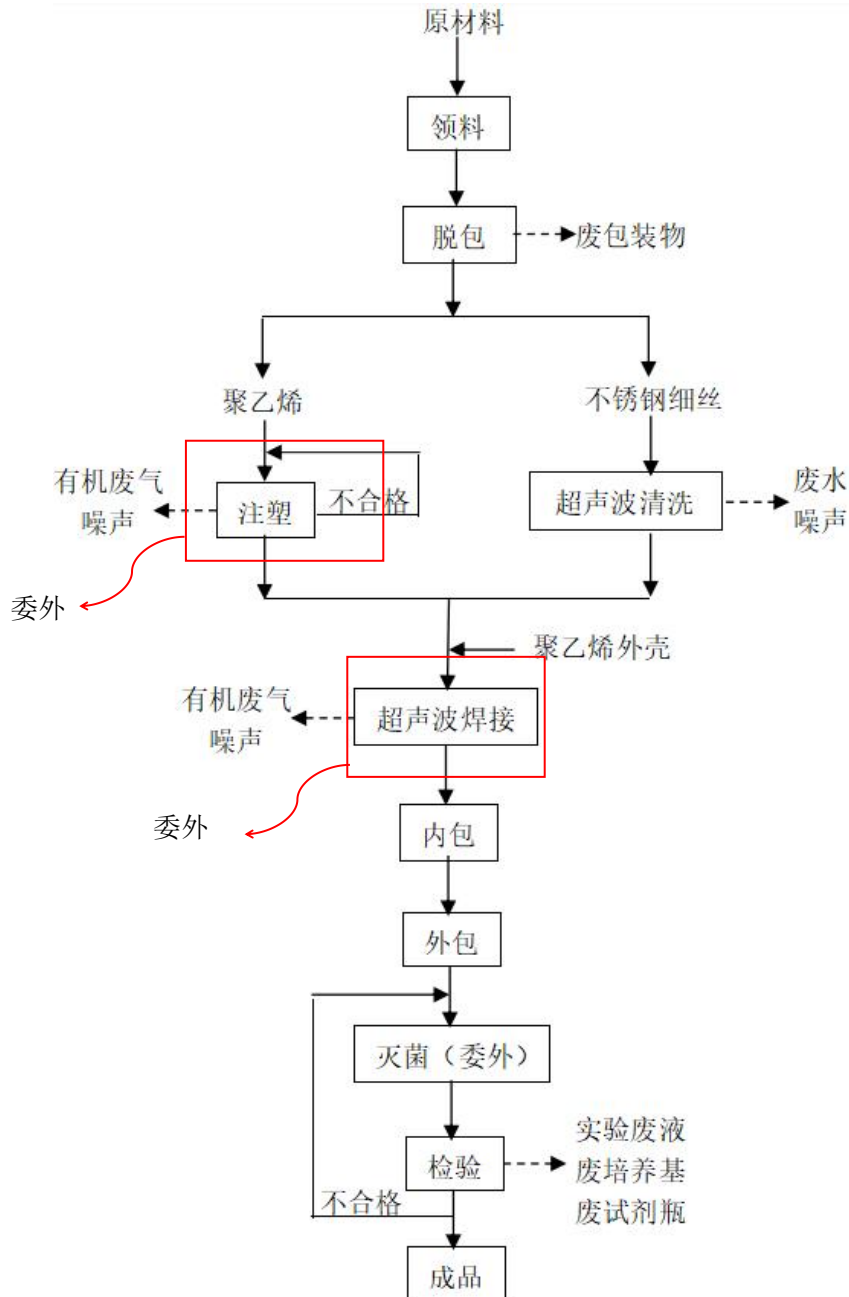 原材料
领料
脱包
废包装物
聚乙烯
不锈钢细丝
有机废气
噪声
注塑
不合格
超声波清洗
废水
噪声
委外
聚乙烯外壳
有机废气
噪声
超声波焊接
委外
内包
外包
灭菌（委外）
检验
实验废液
废培养基
废试剂瓶
不合格
成品